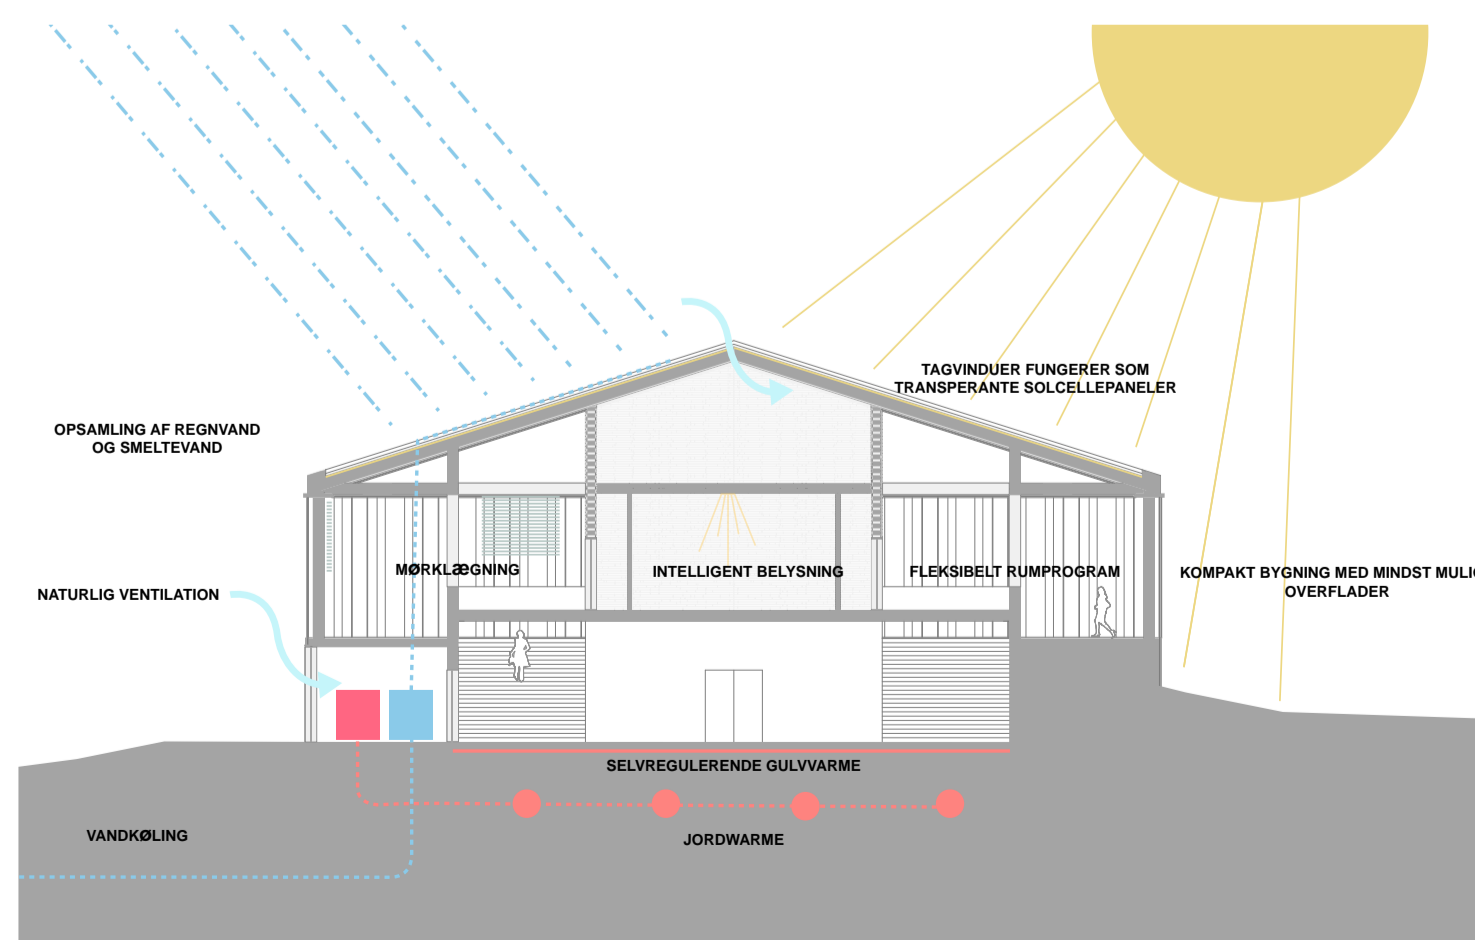 TAGVINDUER FUNGERER SOM
TRANSPERANTE SOLCELLEPANELER
OPSAMLING AF REGNVAND
OG SMELTEVAND
MØRKLæGNING
INTELLIGENT BELYSNING
FLEKSIBELT RUMPROGRAM
KOMPAKT BYGNING MED MINDST
OVERFLADER
NATURLIG VENTILATION
SELVREGULERENDE GULVVARME
VANDKØLING
JORDWARME